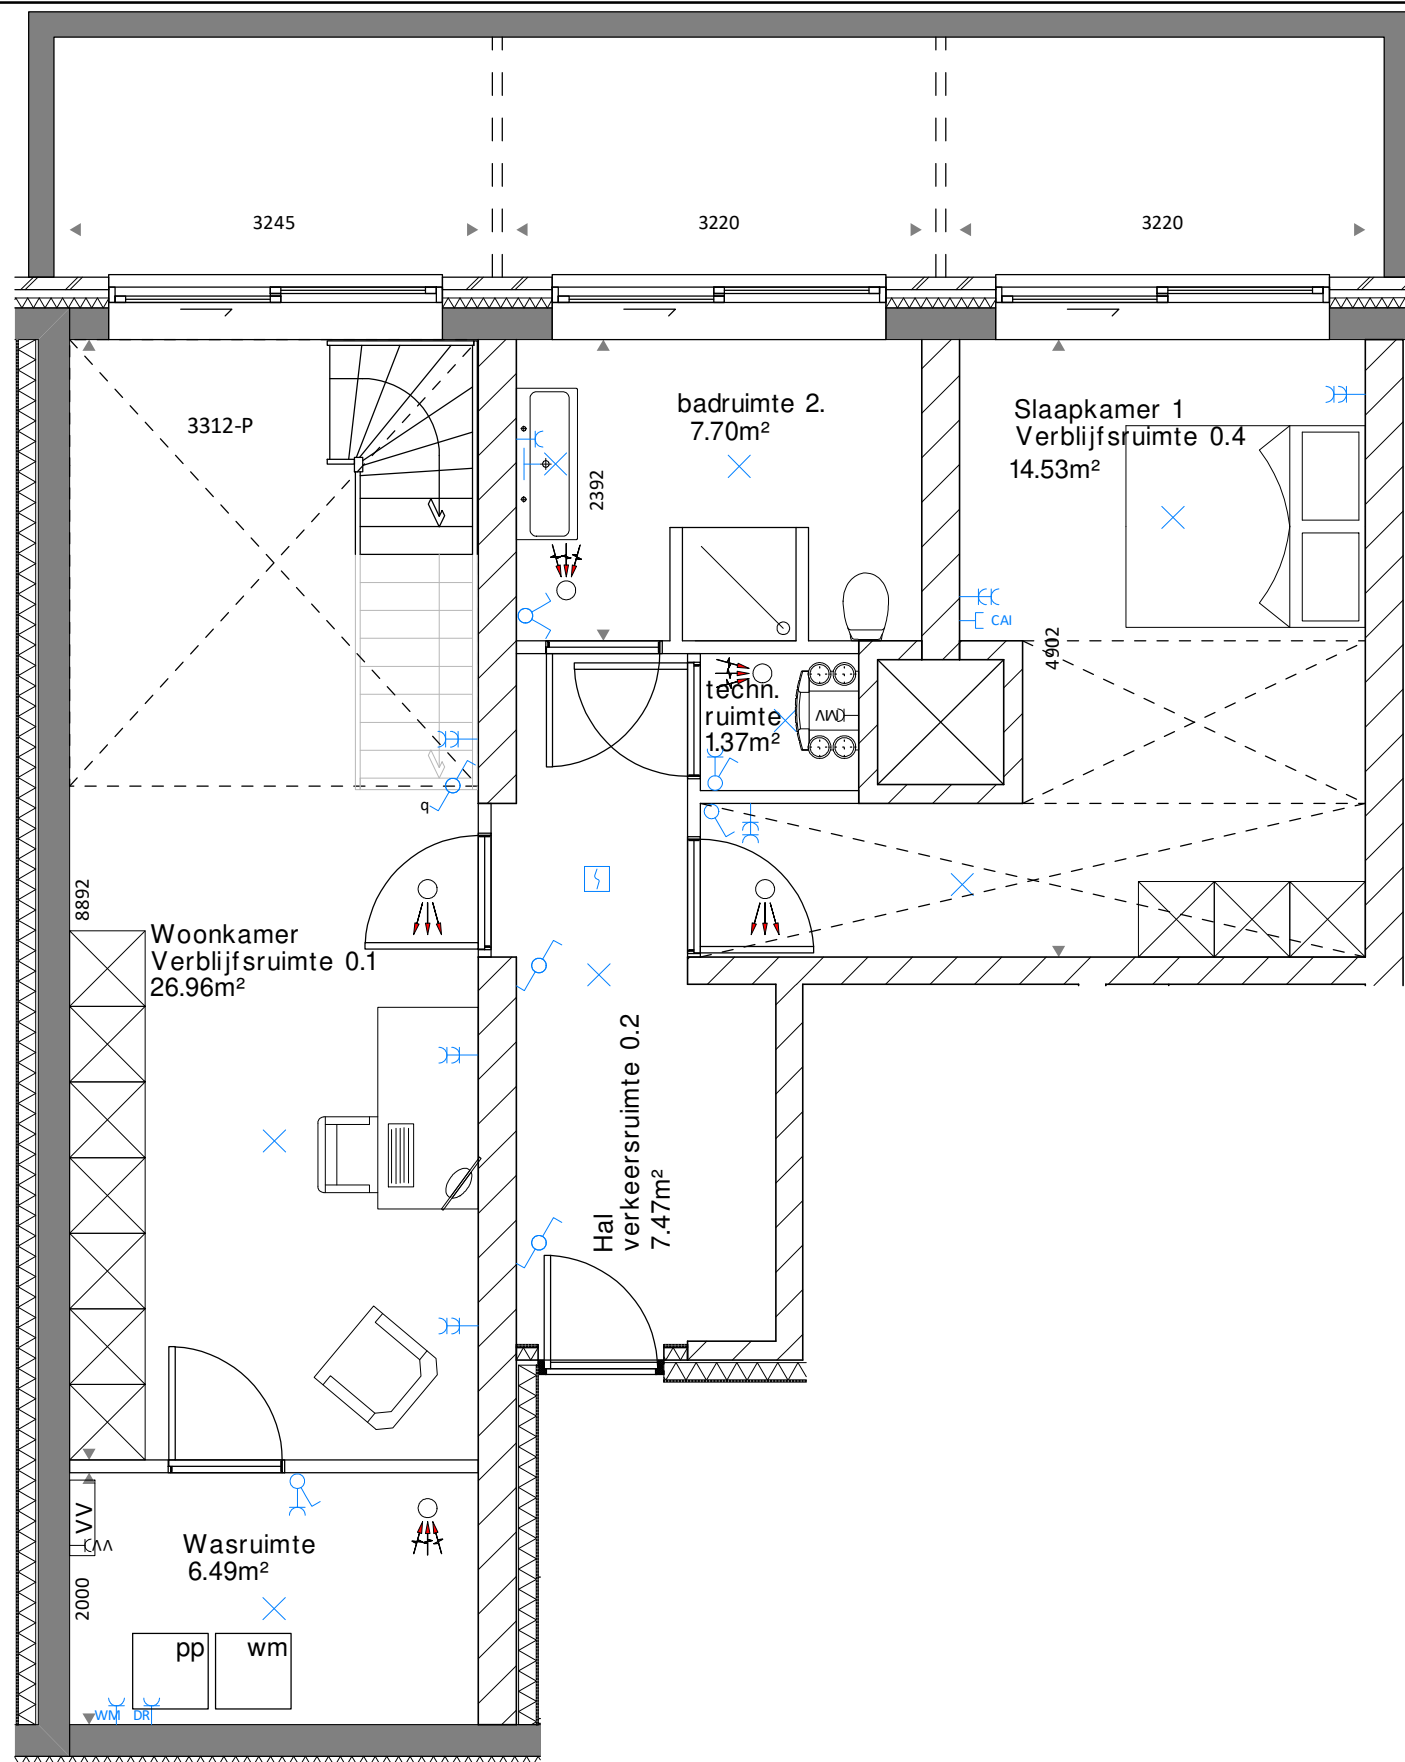 3245
3220
3220
3312-P
badruimte 2.
7.70m²
Slaapkamer 1
Verblijfsruimte 0.4
14.53m²
2392
CAI
4902
techn.
ruimte
1.37m²
MV
q
8892
Woonkamer
Verblijfsruimte 0.1
26.96m²
Hal
verkeersruimte 0.2
7.47m²
VV
VV
Wasruimte
6.49m²
2000
pp
wm
WM
DR